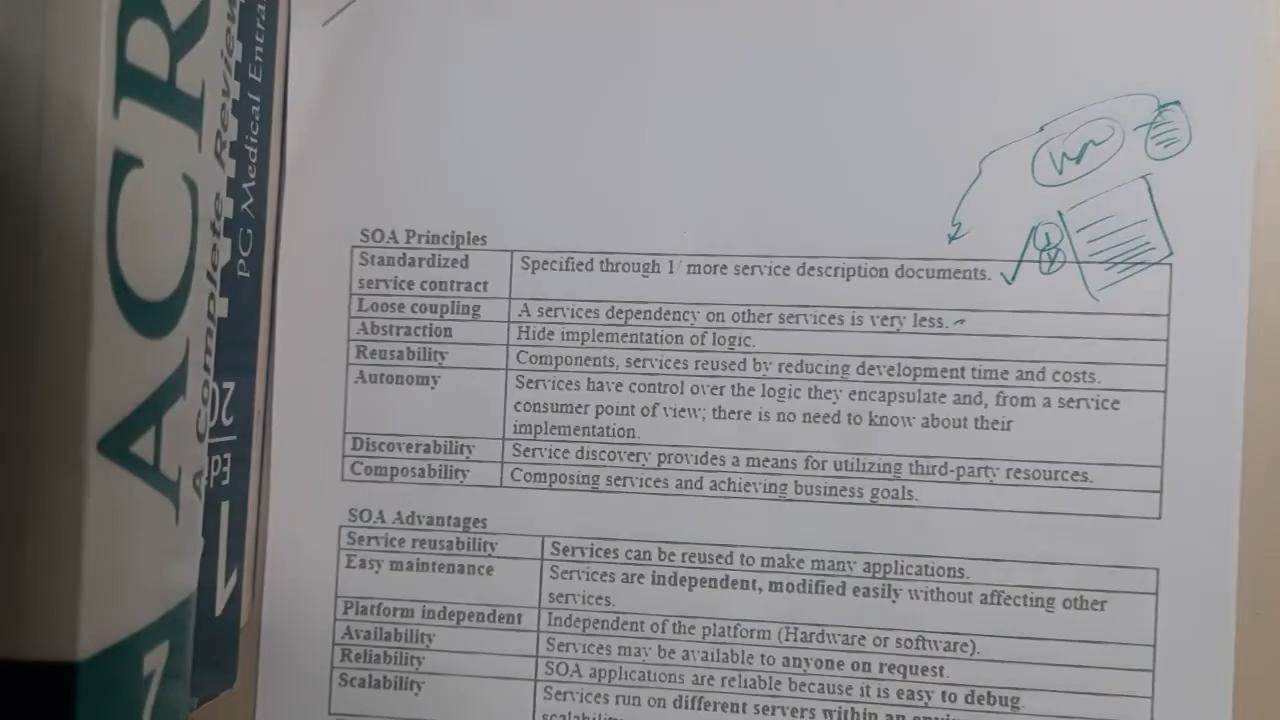 ACR
A Complete Review
PG Medical Entra
SOA Principles
Standardized service contract
Specified through 1/ more service description documents.
Loose coupling
A services dependency on other services is very less.
Abstraction
Hide implementation of logic.
Reusability
Components, services reused by reducing development time and costs.
Autonomy
Services have control over the logic they encapsulate and, from a service
consumer point of view; there is no need to know about their
implementation.
Discoverability
Service discovery provides a means for utilizing third-party resources.
Composability
Composing services and achieving business goals.
SOA Advantages
Service reusability
Services can be reused to make many applications.
Easy maintenance
Services are independent, modified easily without affecting other
services.
Platform independent
Independent of the platform (Hardware or software).
Availability
Services may be available to anyone on request.
Reliability
SOA applications are reliable because it is easy to debug.
Scalability
Services run on different servers within an